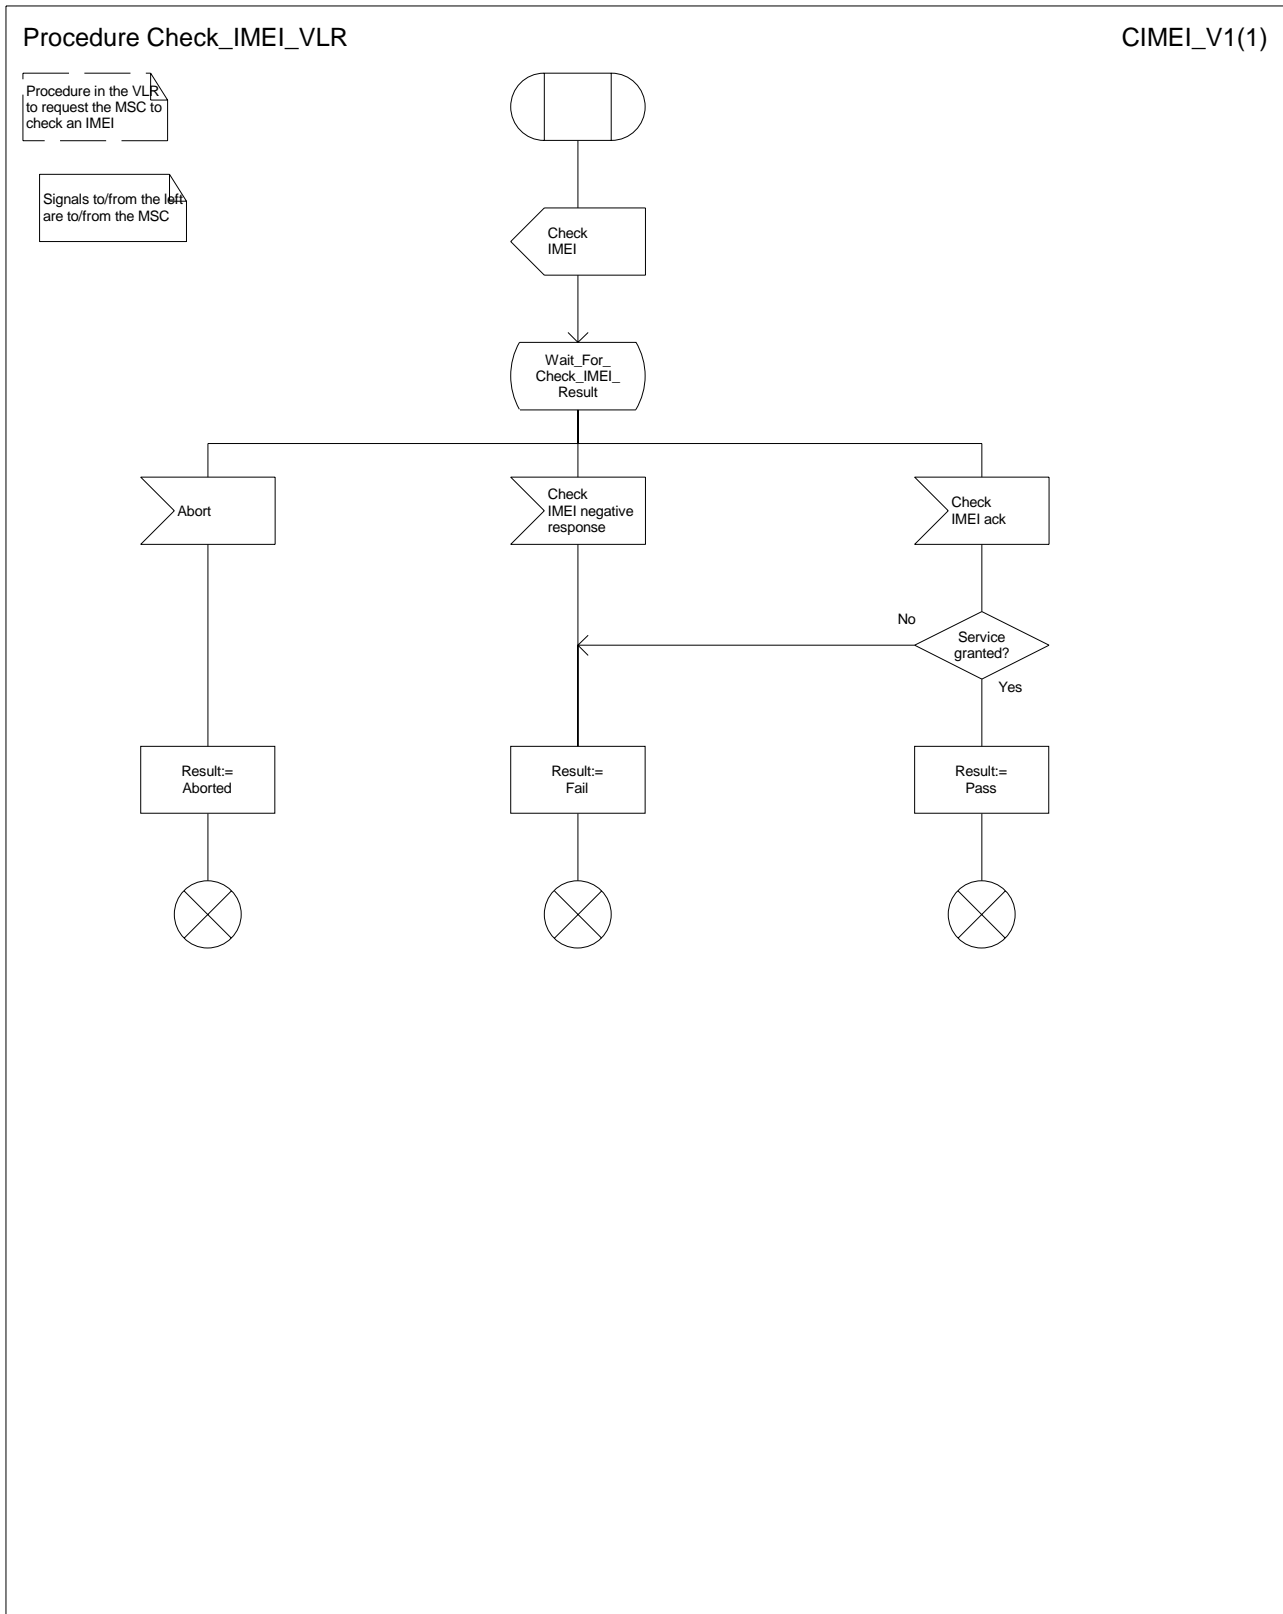 Procedure Check_IMEI_VLR
CIMEI_V1(1)
Procedure in the VLR
to request the MSC to
check an IMEI
Signals to/from the left
are to/from the MSC
Check
IMEI
Wait_For_
Check_IMEI_
Result
Abort
Check
IMEI negative
response
Check
IMEI ack
No
Service
granted?
Yes
Result:=
Aborted
Result:=
Fail
Result:=
Pass